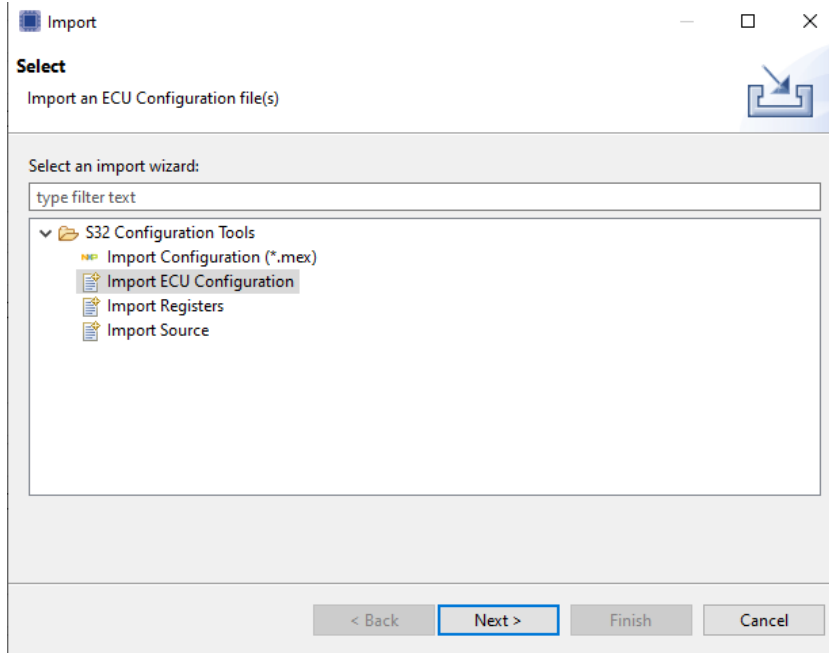 Import
Select
Import an ECU Configuration file(s)
Select an import wizard:
type filter text
S32 Configuration Tools
NXP Import Configuration (*.mex)
Import ECU Configuration
Import Registers
Import Source
< Back Next > Finish Cancel